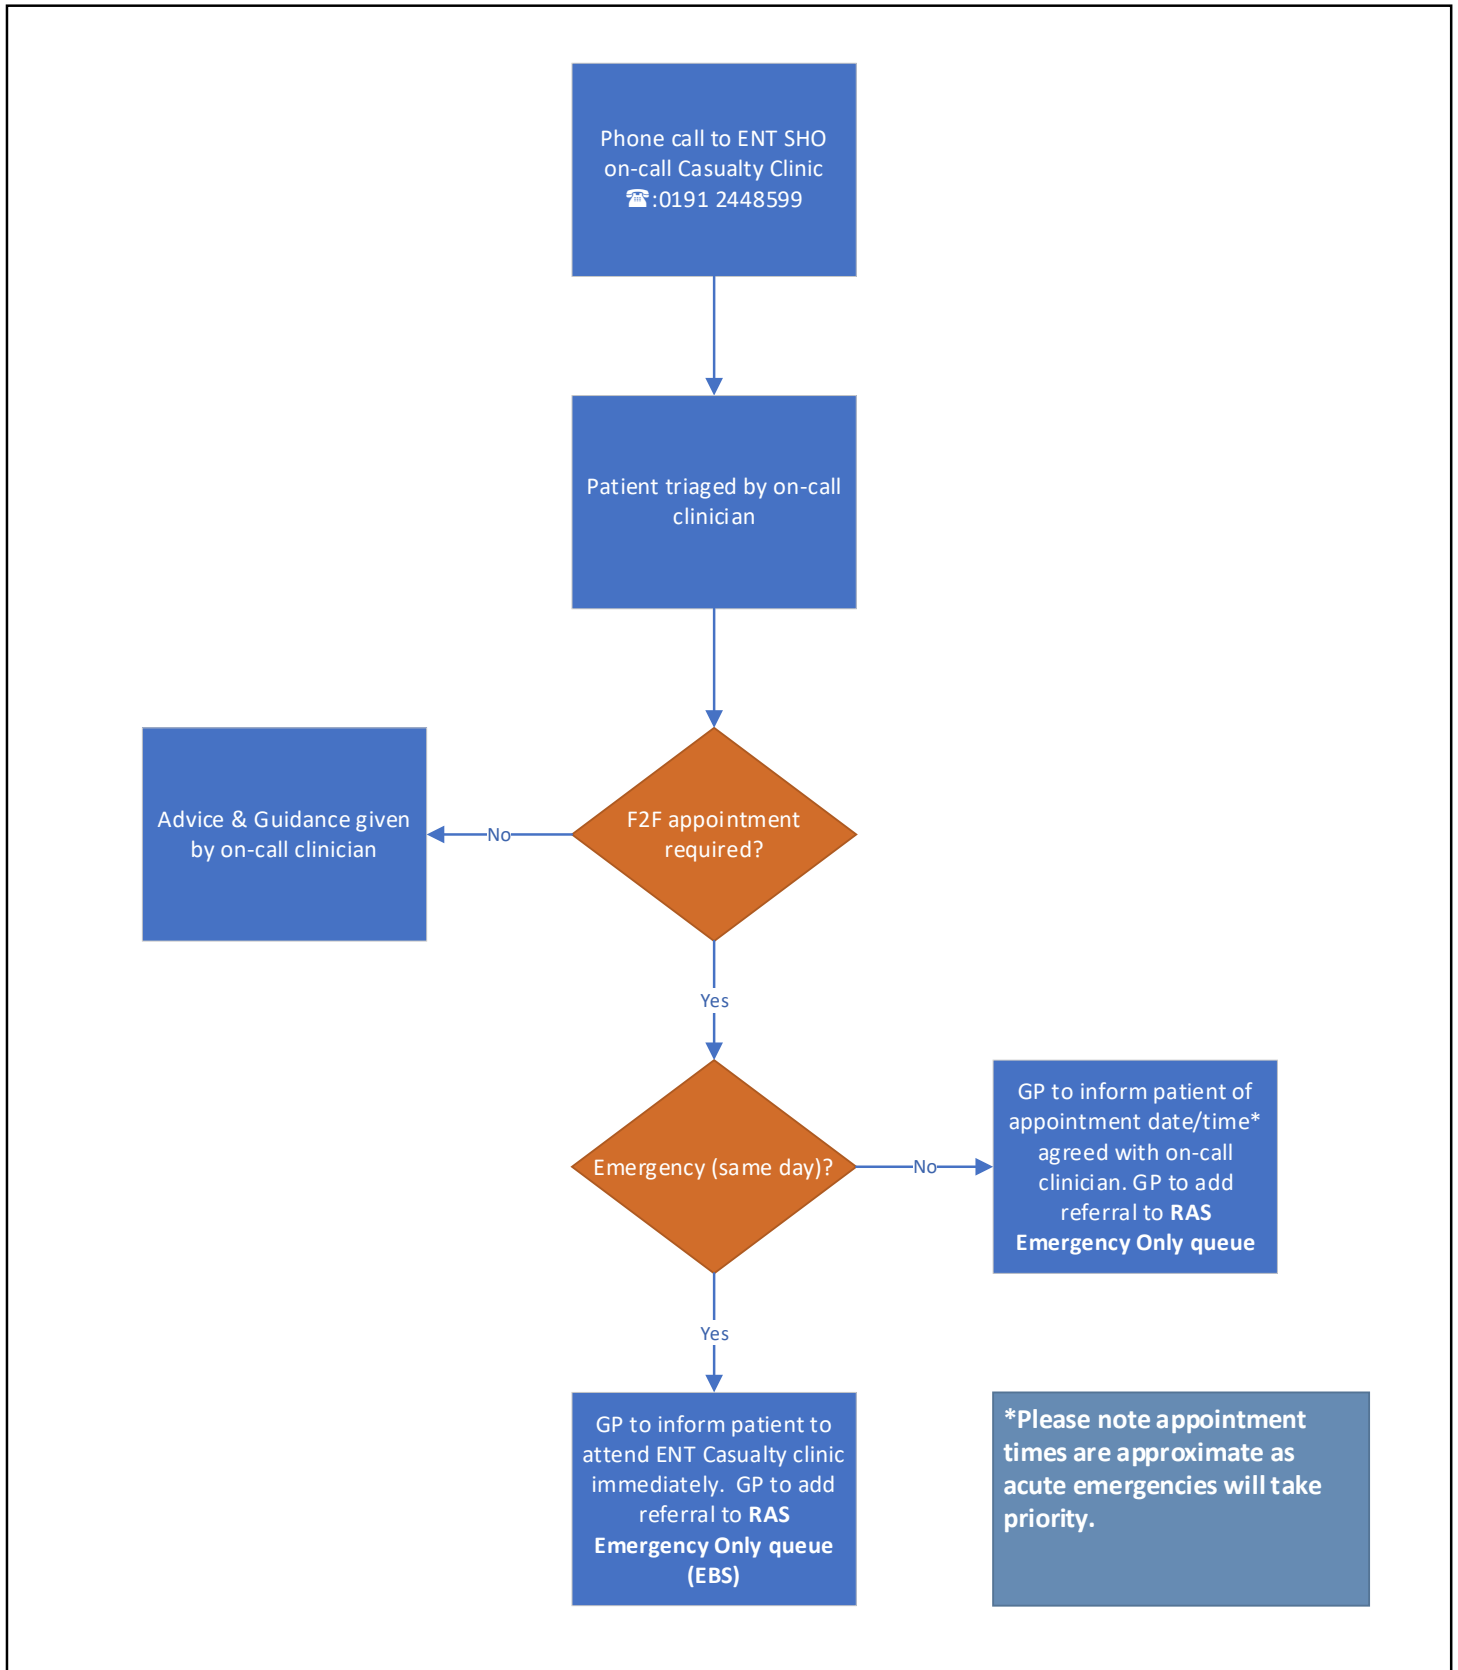 Phone call to ENT SHO
on-call Casualty Clinic
☎:0191 2448599
Patient triaged by on-call
clinician
F2F appointment
required?
No
Advice & Guidance given
by on-call clinician
Yes
Emergency (same day)?
No
GP to inform patient of
appointment date/time*
agreed with on-call
clinician. GP to add
referral to RAS
Emergency Only queue
Yes
GP to inform patient to
attend ENT Casualty clinic
immediately.  GP to add
referral to RAS
Emergency Only queue
(EBS)
*Please note appointment
times are approximate as
acute emergencies will take
priority.